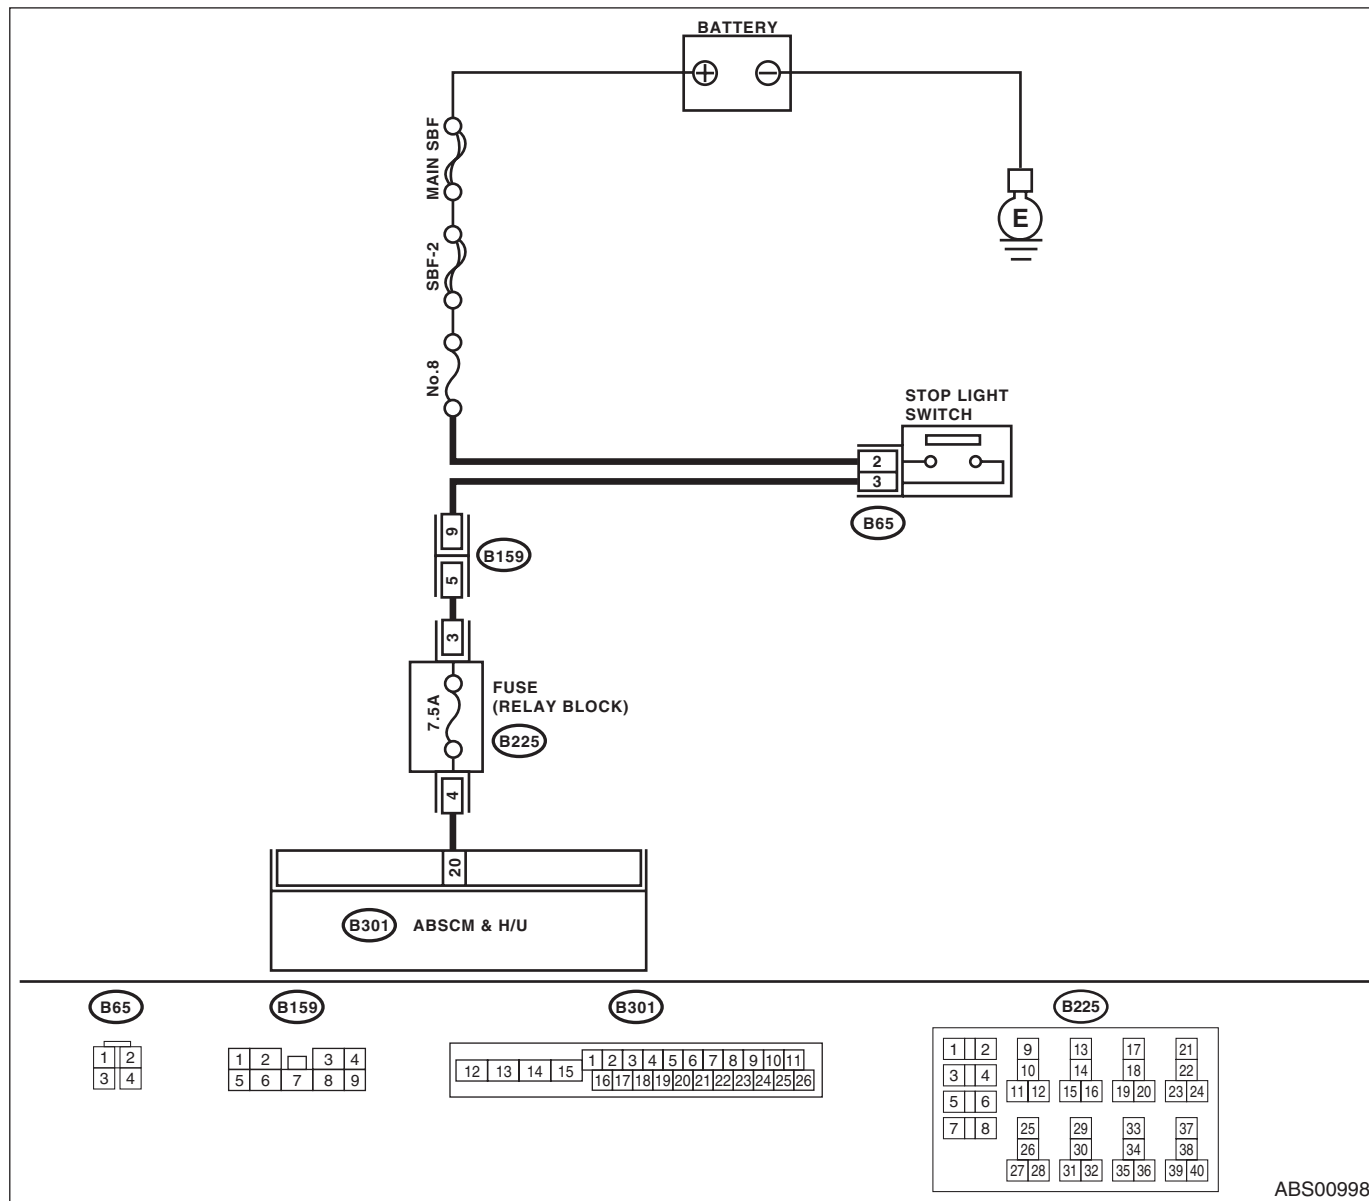 BATTERY
MAIN SBF
SBF-2
No.8
E
STOP LIGHT
SWITCH
2
3
B65
9
B159
5
3
FUSE
(RELAY BLOCK)
7.5A
B225
4
20
B301 ABSCM & H/U
B65 B159 B301 B225
1 2
3 4
1 2 3 4
5 6 7 8 9
1 2 3 4 5 6 7 8 9 10 11
12 13 14 15
16 17 18 19 20 21 22 23 24 25 26
1 2 9 13 17 21
3 4 10 14 18 22
5 6 11 12 15 16 19 20 23 24
7 8 25 29 33 37
26 30 34 38
27 28 31 32 35 36 39 40
ABS00998